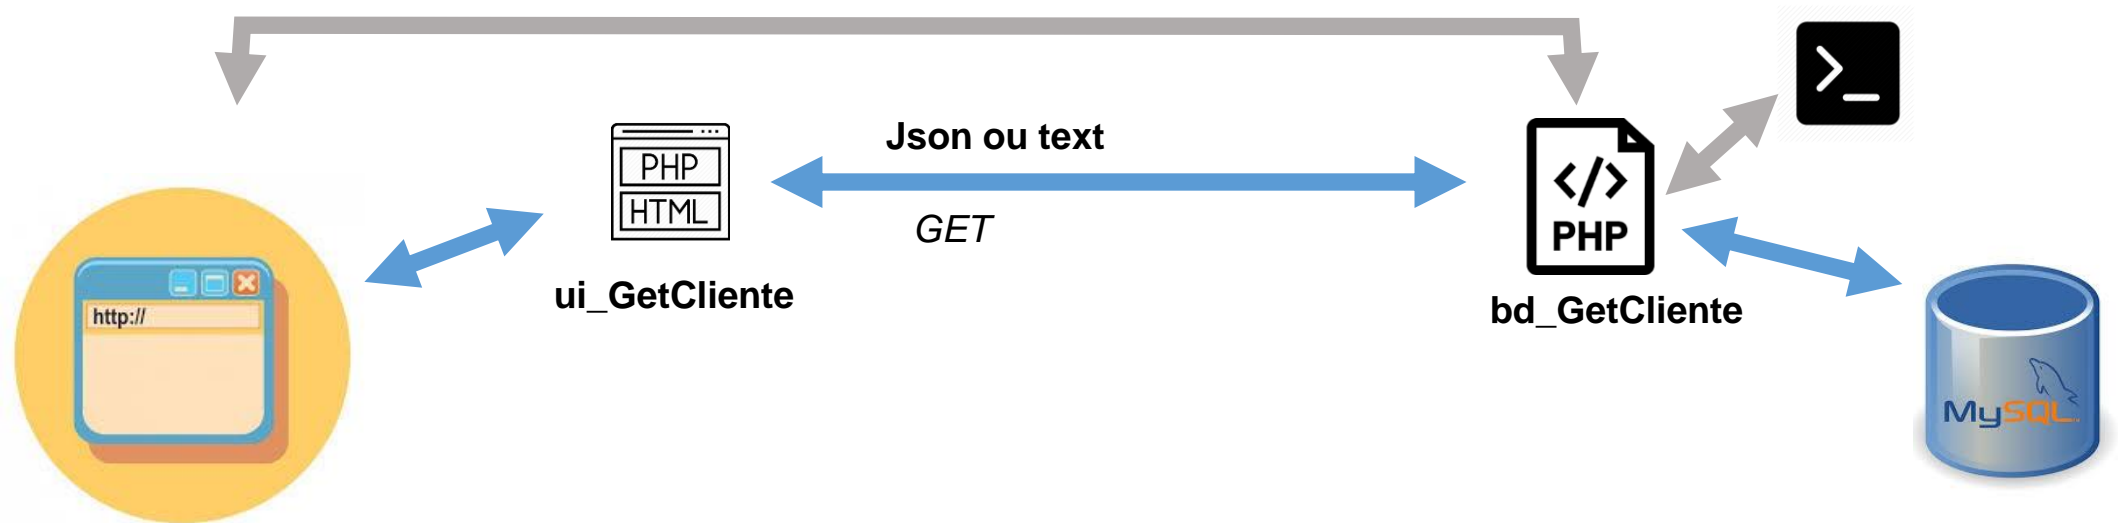 Json ou text
PHP
HTML
GET
ui_GetCliente
http://
</>
PHP
bd_GetCliente
>_
MySQL